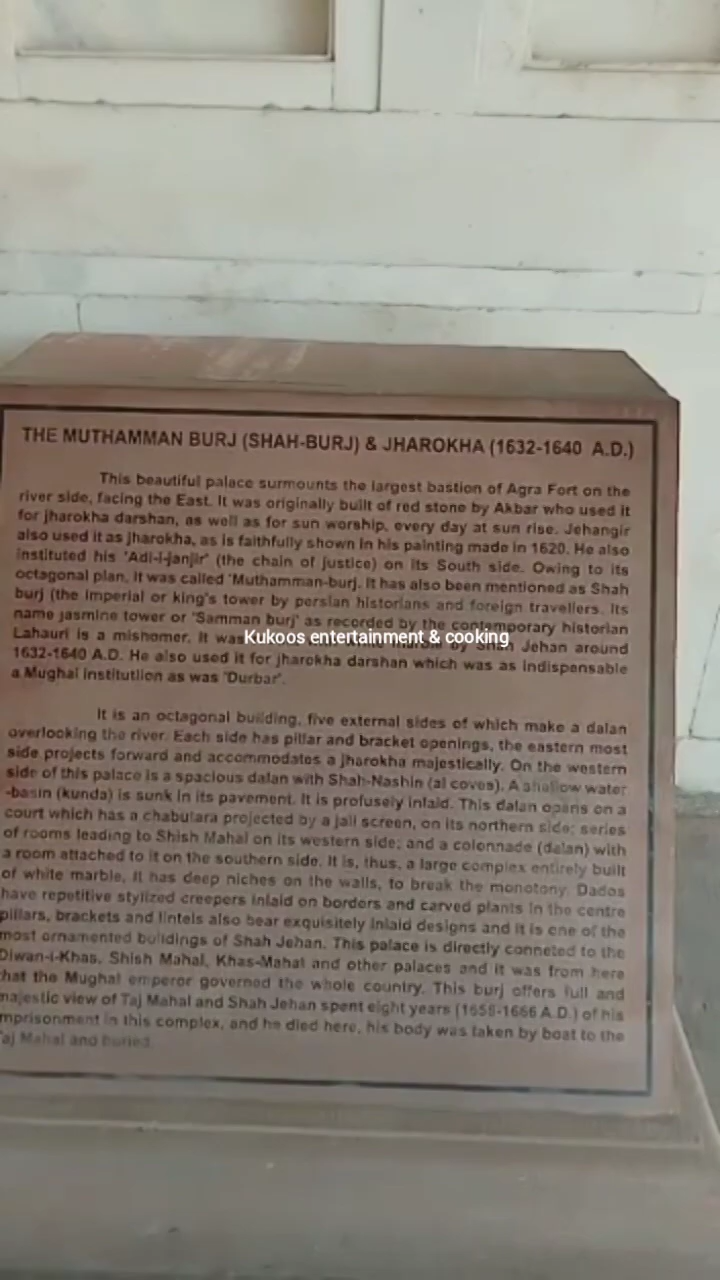 THE MUTHAMMAN BURJ (SHAH-BURJ) & JHAROKHA (1632-1640 A.D.)
This beautiful palace surmounts the largest bastion of Agra Fort on the
river side, facing the East. It was originally built of red stone by Akbar who used it
for jharokha darshan, as well as for sun worship, every day at sun rise. Jehangir
also used it as jharokha, as is faithfully shown in his painting made in 1620. He also
instituted his 'Adl-i-janjir' (the chain of justice) on its South side. Owing to its
octagonal plan, it was called 'Muthamman-burj. It has also been mentioned as Shah
burj (the imperial or king's tower by persian historians and foreign travellers. Its
name jasmine tower or 'Samman burj' as recorded by the contemporary historian
Lahauri is a mishomer. It was white marble by Shah Jehan around
Kukoos entertainment & cooking
1632-1640 A.D. He also used it for jharokha darshan which was as indispensable
a Mughal institutiion as was 'Durbar'.
It is an octagonal building, five external sides of which make a dalan
overlooking the river. Each side has pillar and bracket openings, the eastern most
side projects forward and accommodates a jharokha majestically. On the western
side of this palace is a spacious dalan with Shah-Nashin (al coves). A shallow water
-basin (kunda) is sunk in its pavement. It is profusely inlaid. This dalan opens on a
court which has a chabutara projected by a jali screen, on its northern side; series
of rooms leading to Shish Mahal on its western side; and a colonnade (dalan) with
a room attached to it on the southern side. It is, thus, a large complex entirely built
of white marble. It has deep niches on the walls, to break the monotony. Dados
have repetitive stylized creepers inlaid on borders and carved plants in the centre
pillars, brackets and lintels also bear exquisitely inlaid designs and it is one of the
most ornamented buildings of Shah Jehan. This palace is directly conneted to the
Diwan-i-Khas, Shish Mahal, Khas-Mahal and other palaces and it was from here
that the Mughal emperor governed the whole country. This burj offers full and
majestic view of Taj Mahal and Shah Jehan spent eight years (1658-1666 A.D.) of his
mprisonment in this complex, and he died here, his body was taken by boat to the
Taj Mahal and buried